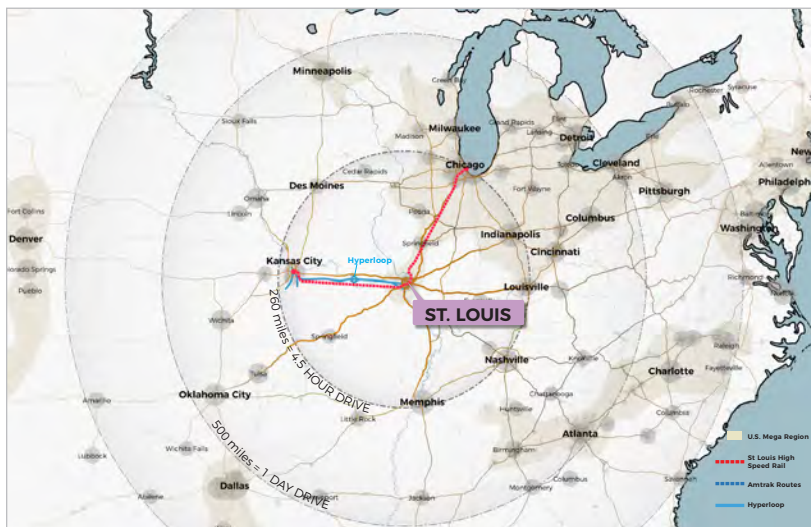 Minneapolis
Green Bay
Sioux Falls
Madison
Milwaukee
Grand Rapids
Flint
Lansing
Detroit
Buffalo
Rochester
Syracuse
Erie
Chicago
Toledo
Cleveland
Akron
Allentown
New
Philadelphia
Cedar Rapids
Des Moines
Omaha
Lincoln
Peoria
Fort Wayne
Pittsburgh
Baltimore
Washington
Fort Collins
Denver
Colorado Springs
Pueblo
Springfield
Indianapolis
Columbus
Cincinnati
Kansas City
Hyperloop
Louisville
Richmond
Norfolk
ST. LOUIS
Wichita
Springfield
260 miles = 4.5 HOUR DRIVE
Tulsa
Nashville
Knoxville
Raleigh
Charlotte
Fayetteville
Oklahoma City
Amarillo
Memphis
Little Rock
Chattanooga
Huntsville
Columbia
Atlanta
500 miles = 1 DAY DRIVE
Wichita Falls
Lubbock
Birmingham
Dallas
Abilene
Jackson
Montgomery
Columbus
Savannah
U.S. Mega Region
St Louis High
Speed Rail
Amtrak Routes
Hyperloop